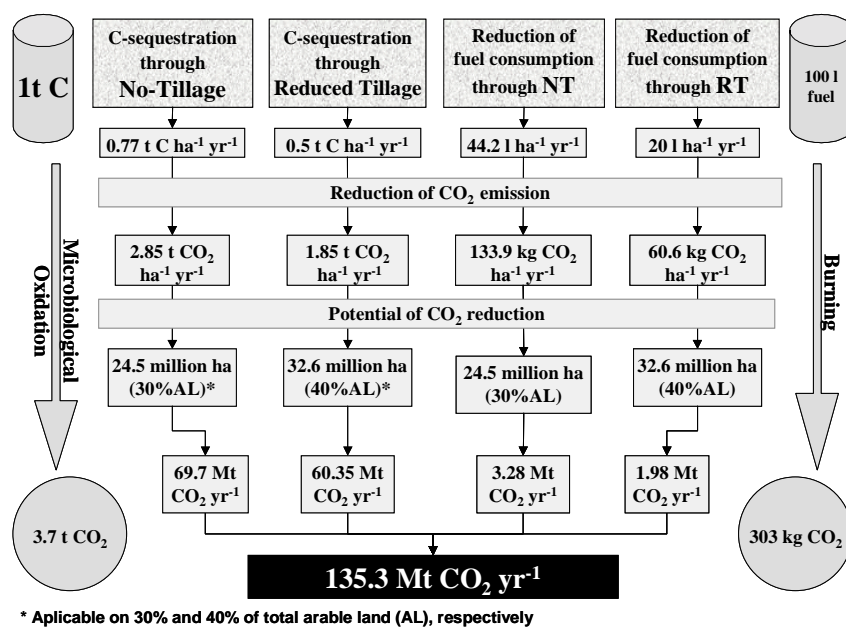 1t C
C-sequestration
through
No-Tillage
C-sequestration
through
Reduced Tillage
Reduction of
fuel consumption
through NT
Reduction of
fuel consumption
through RT
100 l
fuel
0.77 t C ha⁻¹ yr⁻¹
0.5 t C ha⁻¹ yr⁻¹
44.2 l ha⁻¹ yr⁻¹
20 l ha⁻¹ yr⁻¹
Reduction of CO₂ emission
Microbiological
Oxidation
2.85 t CO₂
ha⁻¹ yr⁻¹
1.85 t CO₂
ha⁻¹ yr⁻¹
133.9 kg CO₂
ha⁻¹ yr⁻¹
60.6 kg CO₂
ha⁻¹ yr⁻¹
Burning
Potential of CO₂ reduction
24.5 million ha
(30%AL)*
32.6 million ha
(40%AL)*
24.5 million ha
(30%AL)
32.6 million ha
(40%AL)
69.7 Mt
CO₂ yr⁻¹
60.35 Mt
CO₂ yr⁻¹
3.28 Mt
CO₂ yr⁻¹
1.98 Mt
CO₂ yr⁻¹
3.7 t CO₂
303 kg CO₂
135.3 Mt CO₂ yr⁻¹
* Aplicable on 30% and 40% of total arable land (AL), respectively